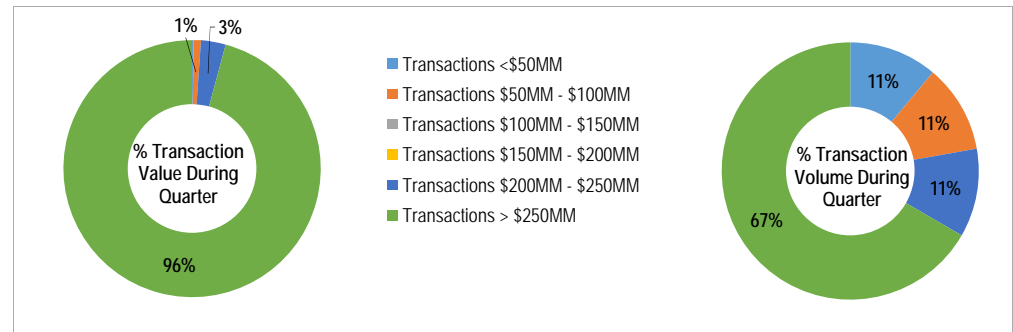 1%
3%
% Transaction
Value During
Quarter
96%
Transactions <$50MM
Transactions $50MM - $100MM
Transactions $100MM - $150MM
Transactions $150MM - $200MM
Transactions $200MM - $250MM
Transactions > $250MM
11%
11%
11%
% Transaction
Volume During
Quarter
67%